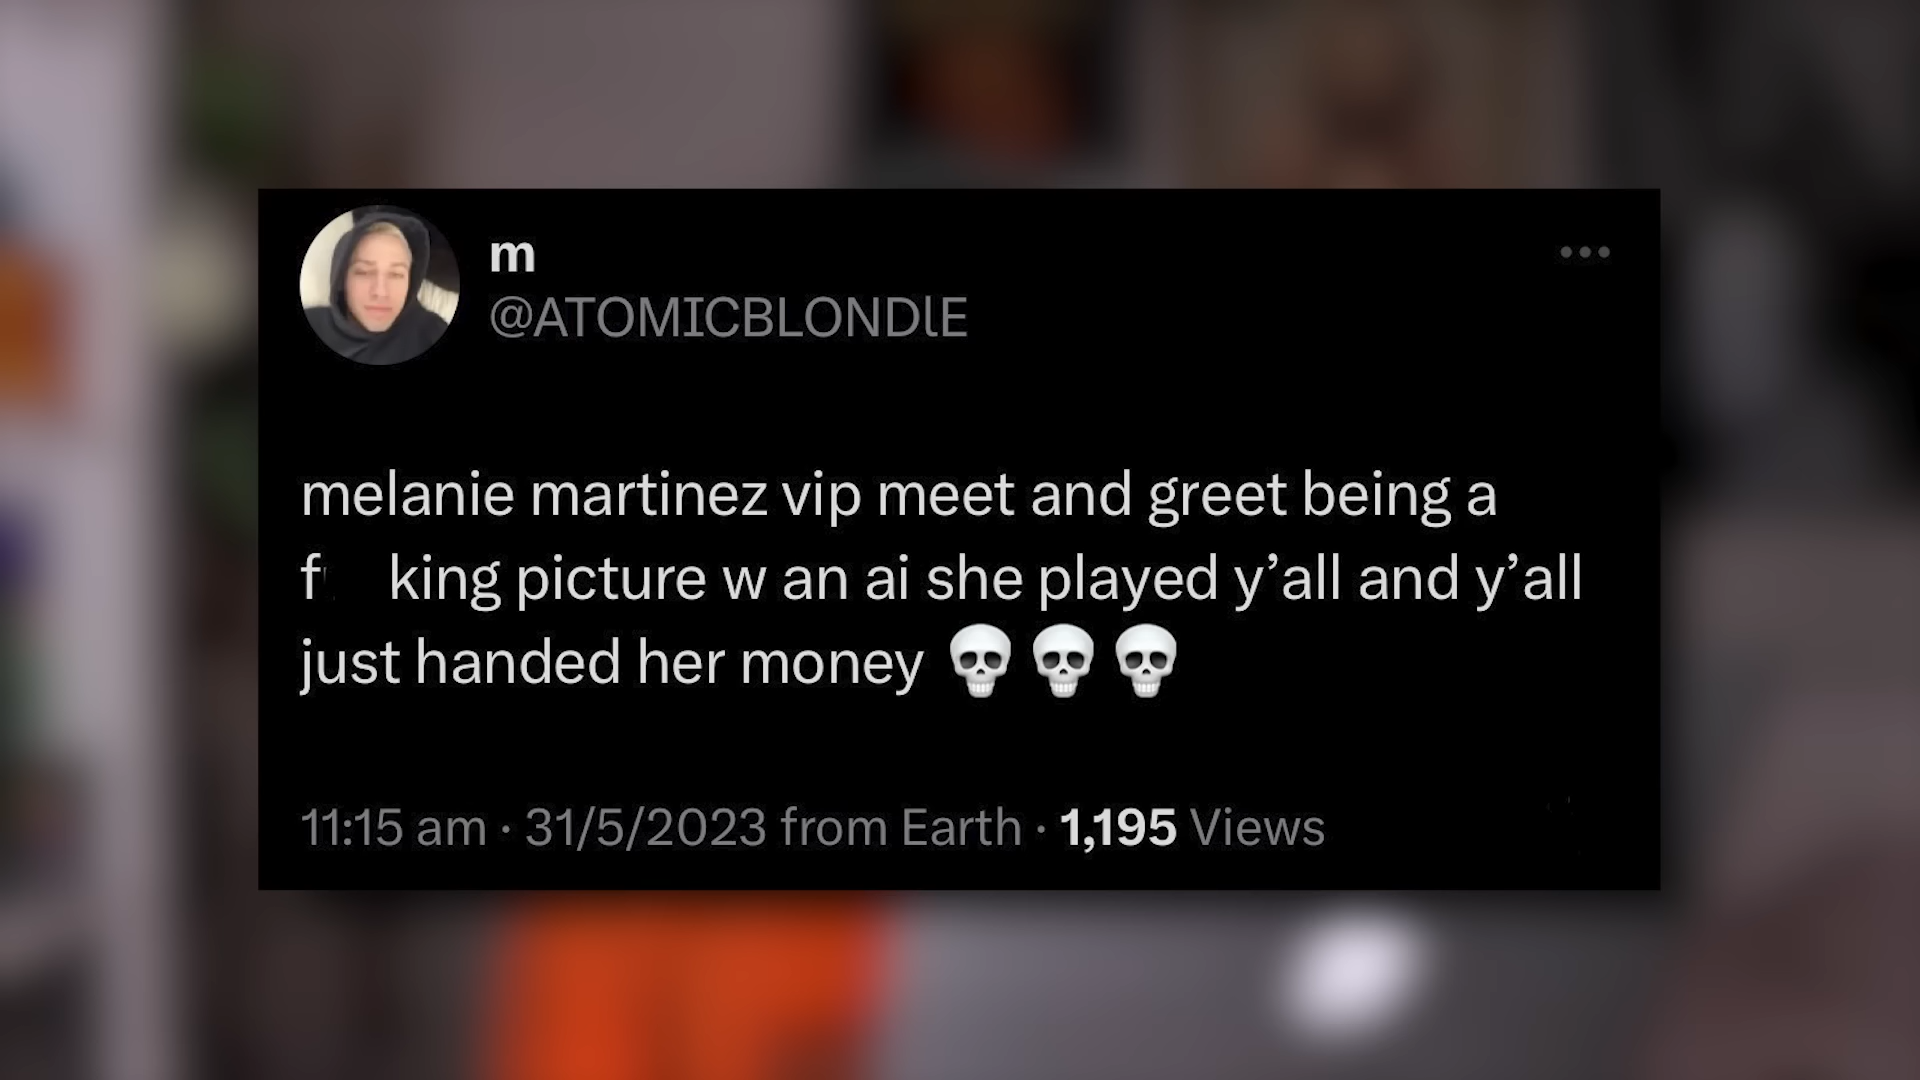 m
@ATOMICBLONDlE
melanie martinez vip meet and greet being a
f king picture w an ai she played y’all and y’all
just handed her money 💀💀💀
11:15 am · 31/5/2023 from Earth · 1,195 Views